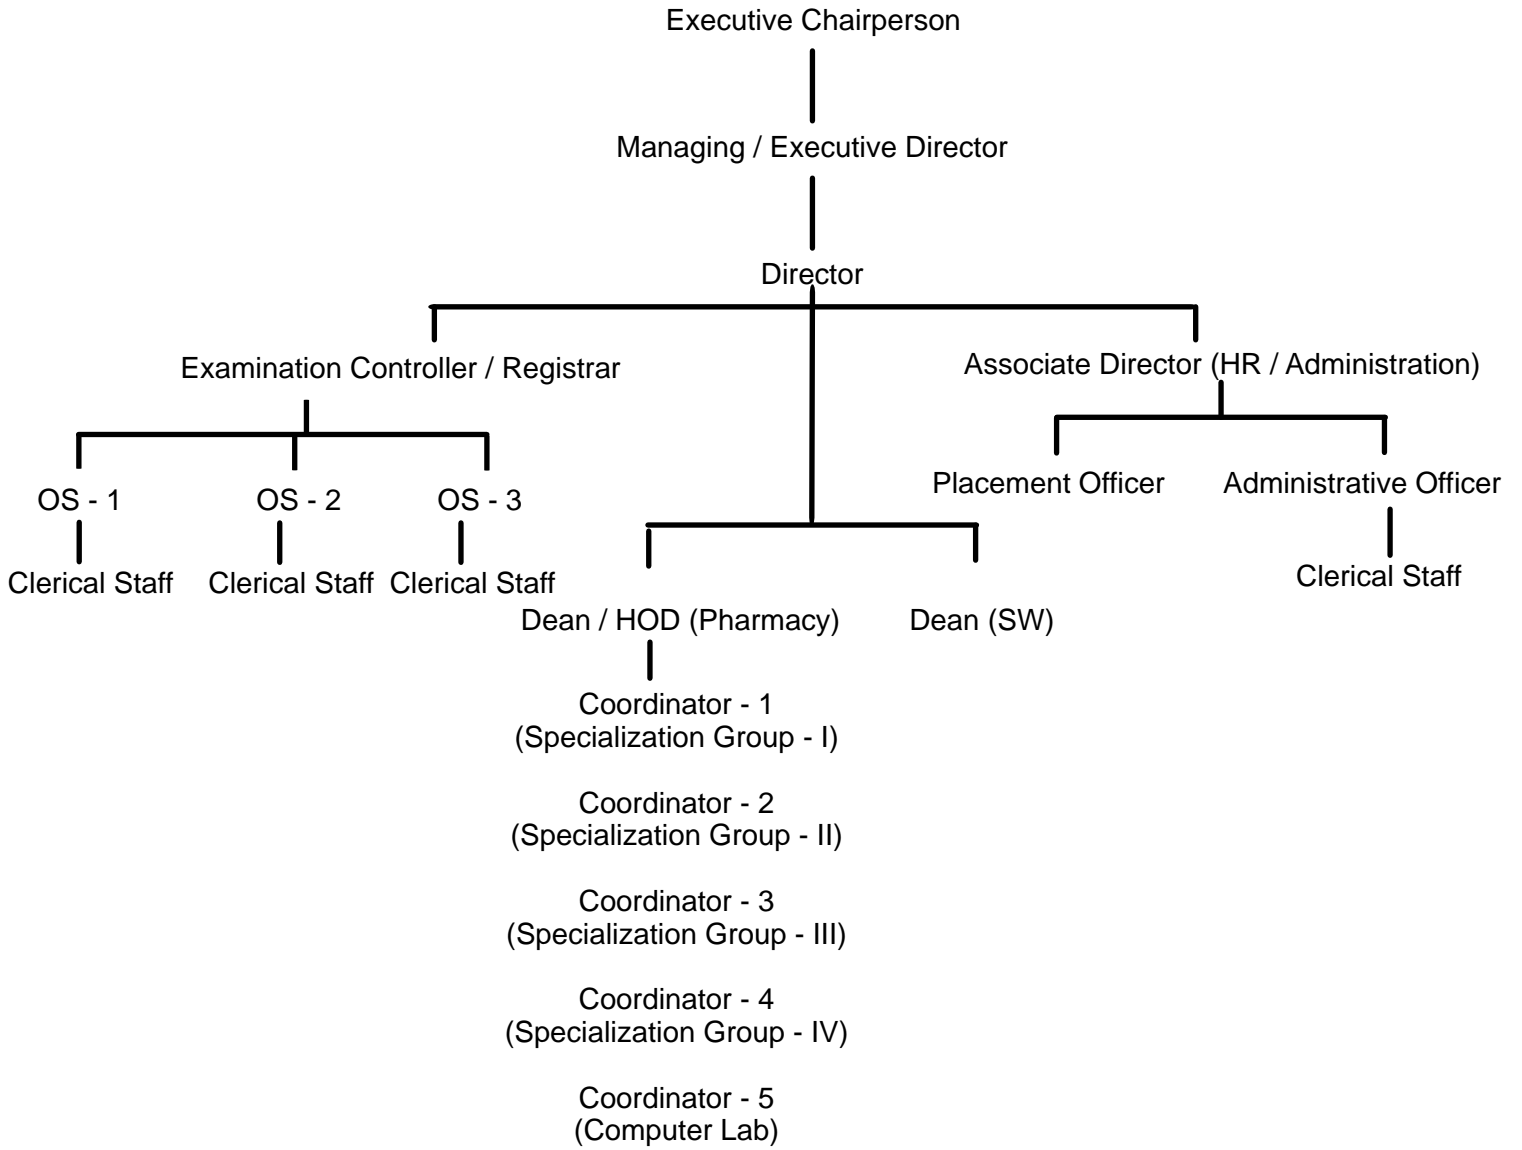 Executive Chairperson
Managing / Executive Director
Director
Examination Controller / Registrar
Associate Director (HR / Administration)
OS - 1
OS - 2
OS - 3
Placement Officer
Administrative Officer
Clerical Staff
Clerical Staff
Clerical Staff
Clerical Staff
Dean / HOD (Pharmacy)
Dean (SW)
Coordinator - 1
(Specialization Group - I)
Coordinator - 2
(Specialization Group - II)
Coordinator - 3
(Specialization Group - III)
Coordinator - 4
(Specialization Group - IV)
Coordinator - 5
(Computer Lab)